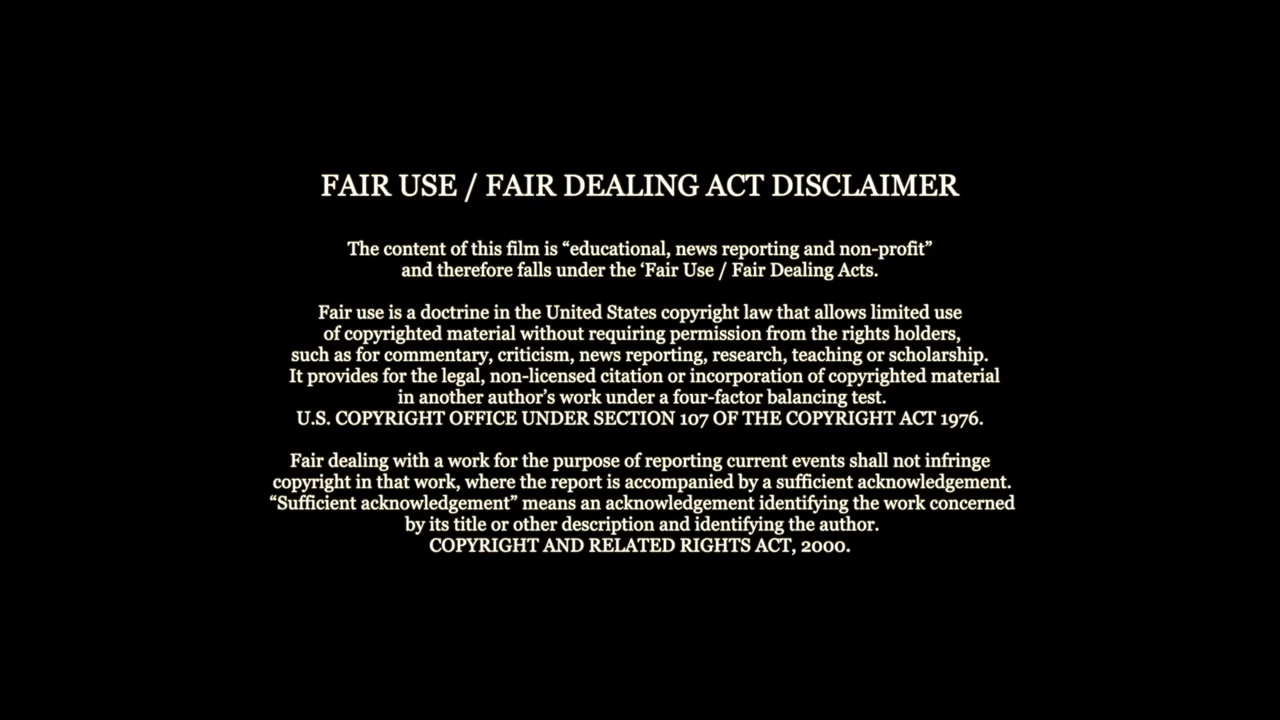 FAIR USE / FAIR DEALING ACT DISCLAIMER
The content of this film is “educational, news reporting and non-profit”
and therefore falls under the ‘Fair Use / Fair Dealing Acts.
Fair use is a doctrine in the United States copyright law that allows limited use
of copyrighted material without requiring permission from the rights holders,
such as for commentary, criticism, news reporting, research, teaching or scholarship.
It provides for the legal, non-licensed citation or incorporation of copyrighted material
in another author’s work under a four-factor balancing test.
U.S. COPYRIGHT OFFICE UNDER SECTION 107 OF THE COPYRIGHT ACT 1976.
Fair dealing with a work for the purpose of reporting current events shall not infringe
copyright in that work, where the report is accompanied by a sufficient acknowledgement.
“Sufficient acknowledgement” means an acknowledgement identifying the work concerned
by its title or other description and identifying the author.
COPYRIGHT AND RELATED RIGHTS ACT, 2000.